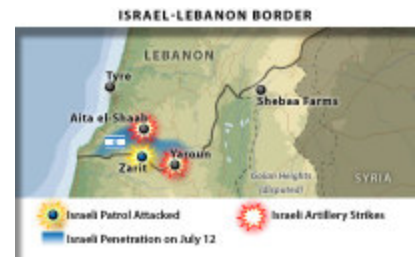 ISRAEL-LEBANON BORDER
LEBANON
Tyre
Shebaa Farms
Aita el-Shaab
Yaroun
Zarit
Golan Heights
(disputed)
SYRIA
Israeli Patrol Attacked
Israeli Artillery Strikes
Israeli Penetration on July 12